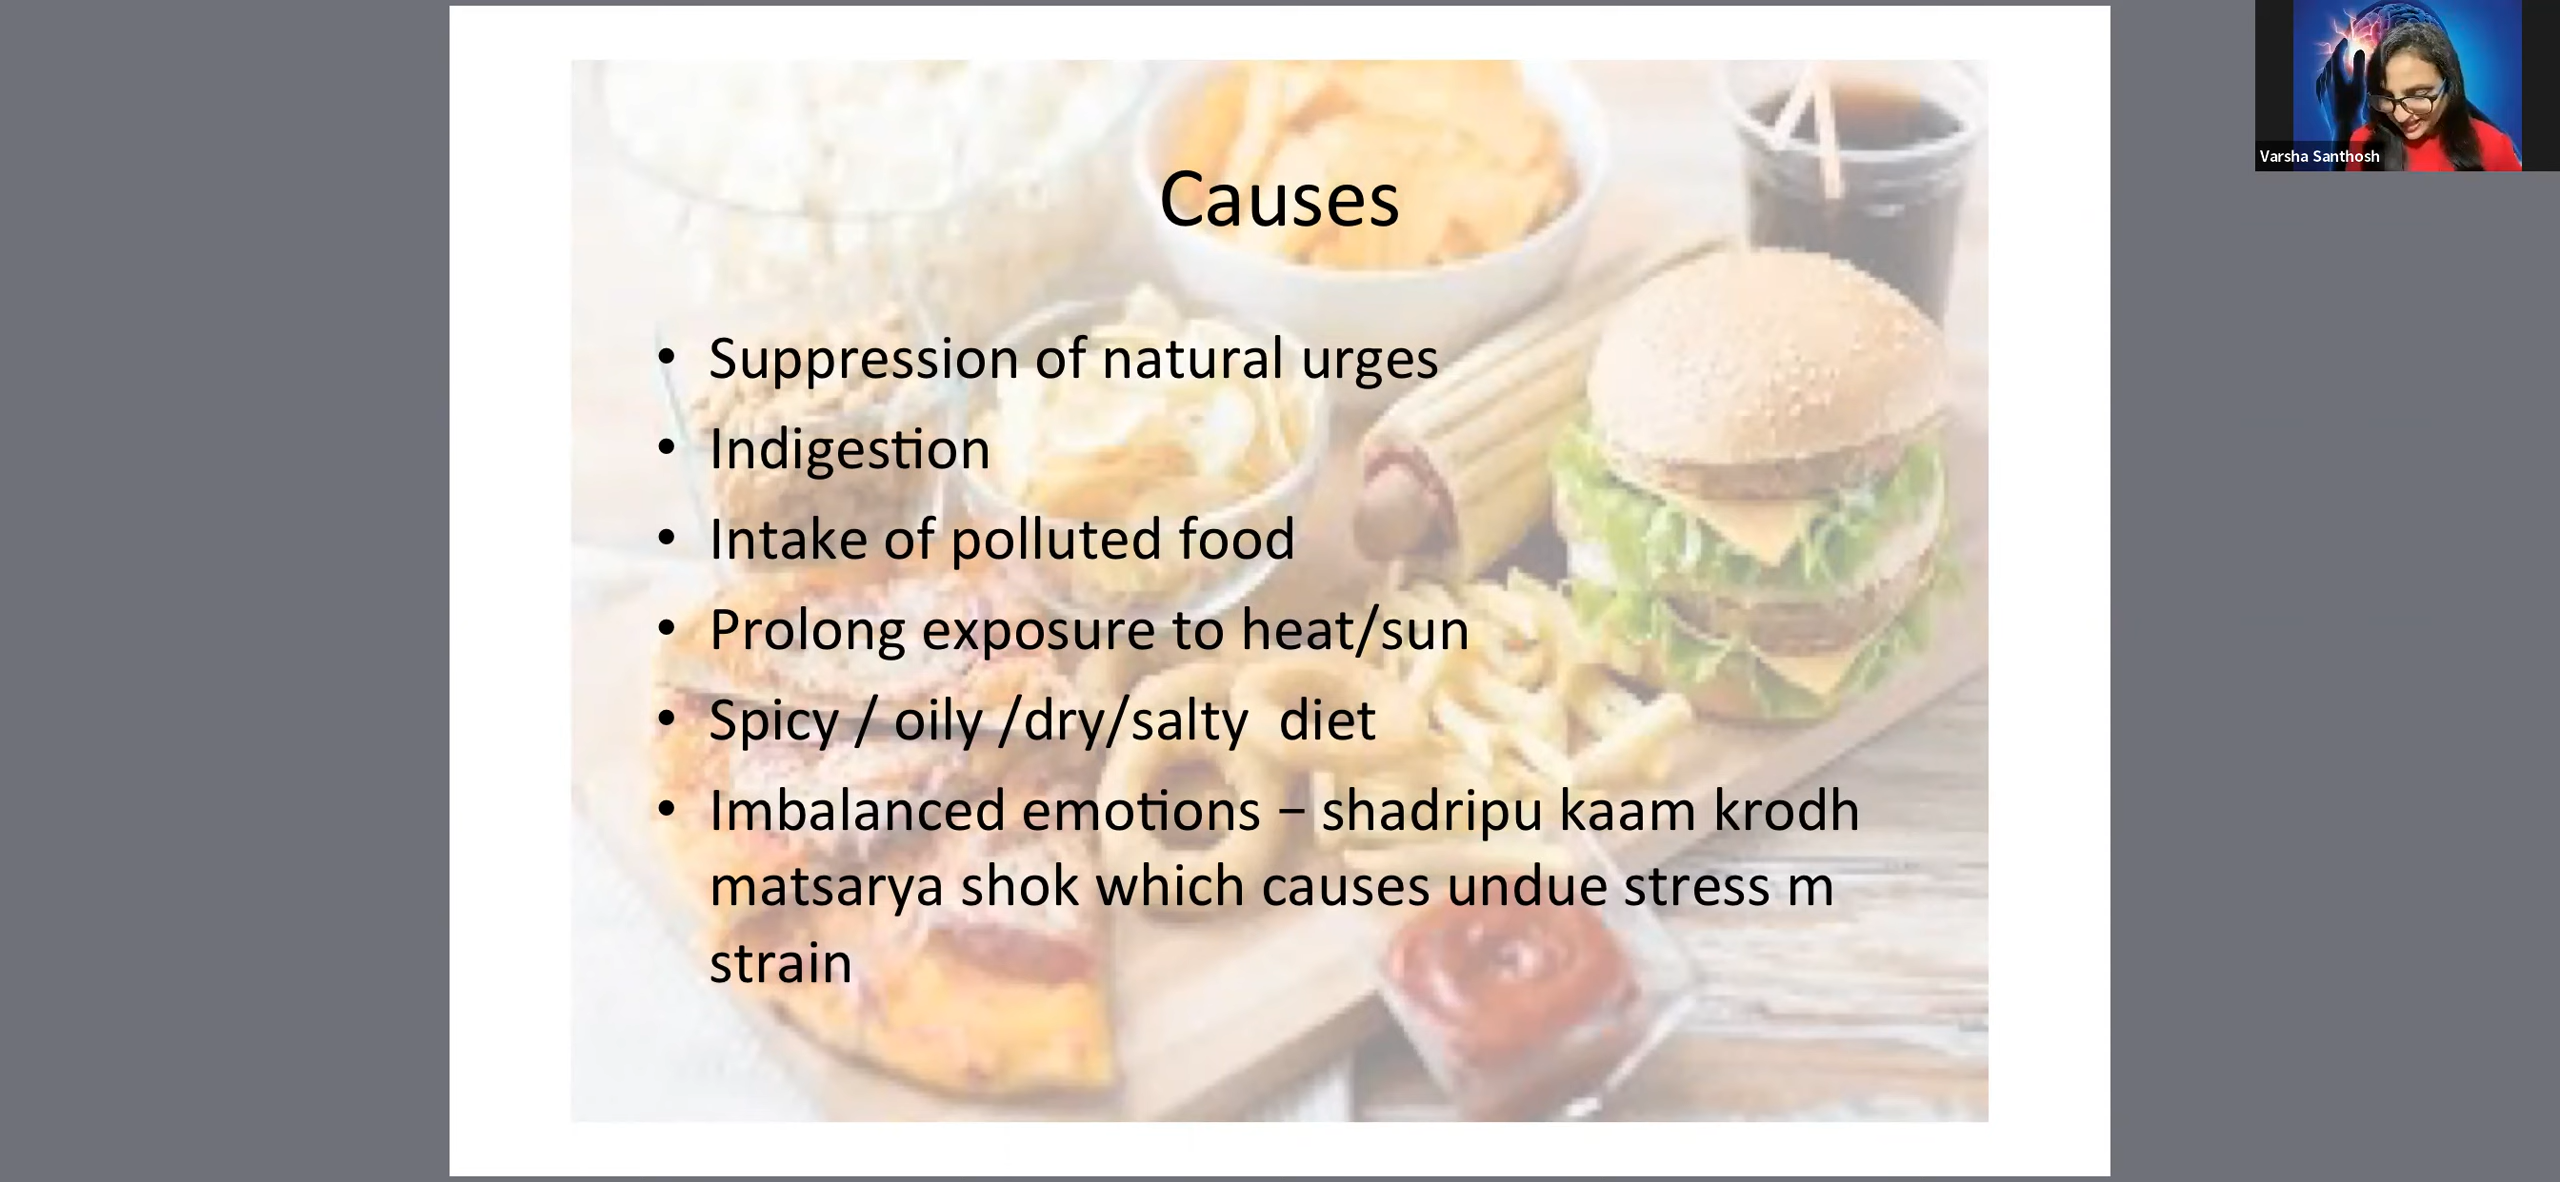 Causes
• Suppression of natural urges
• Indigestion
• Intake of polluted food
• Prolong exposure to heat/sun
• Spicy / oily /dry/salty  diet
• Imbalanced emotions – shadripu kaam krodh
matsarya shok which causes undue stress m
strain
Varsha Santhosh